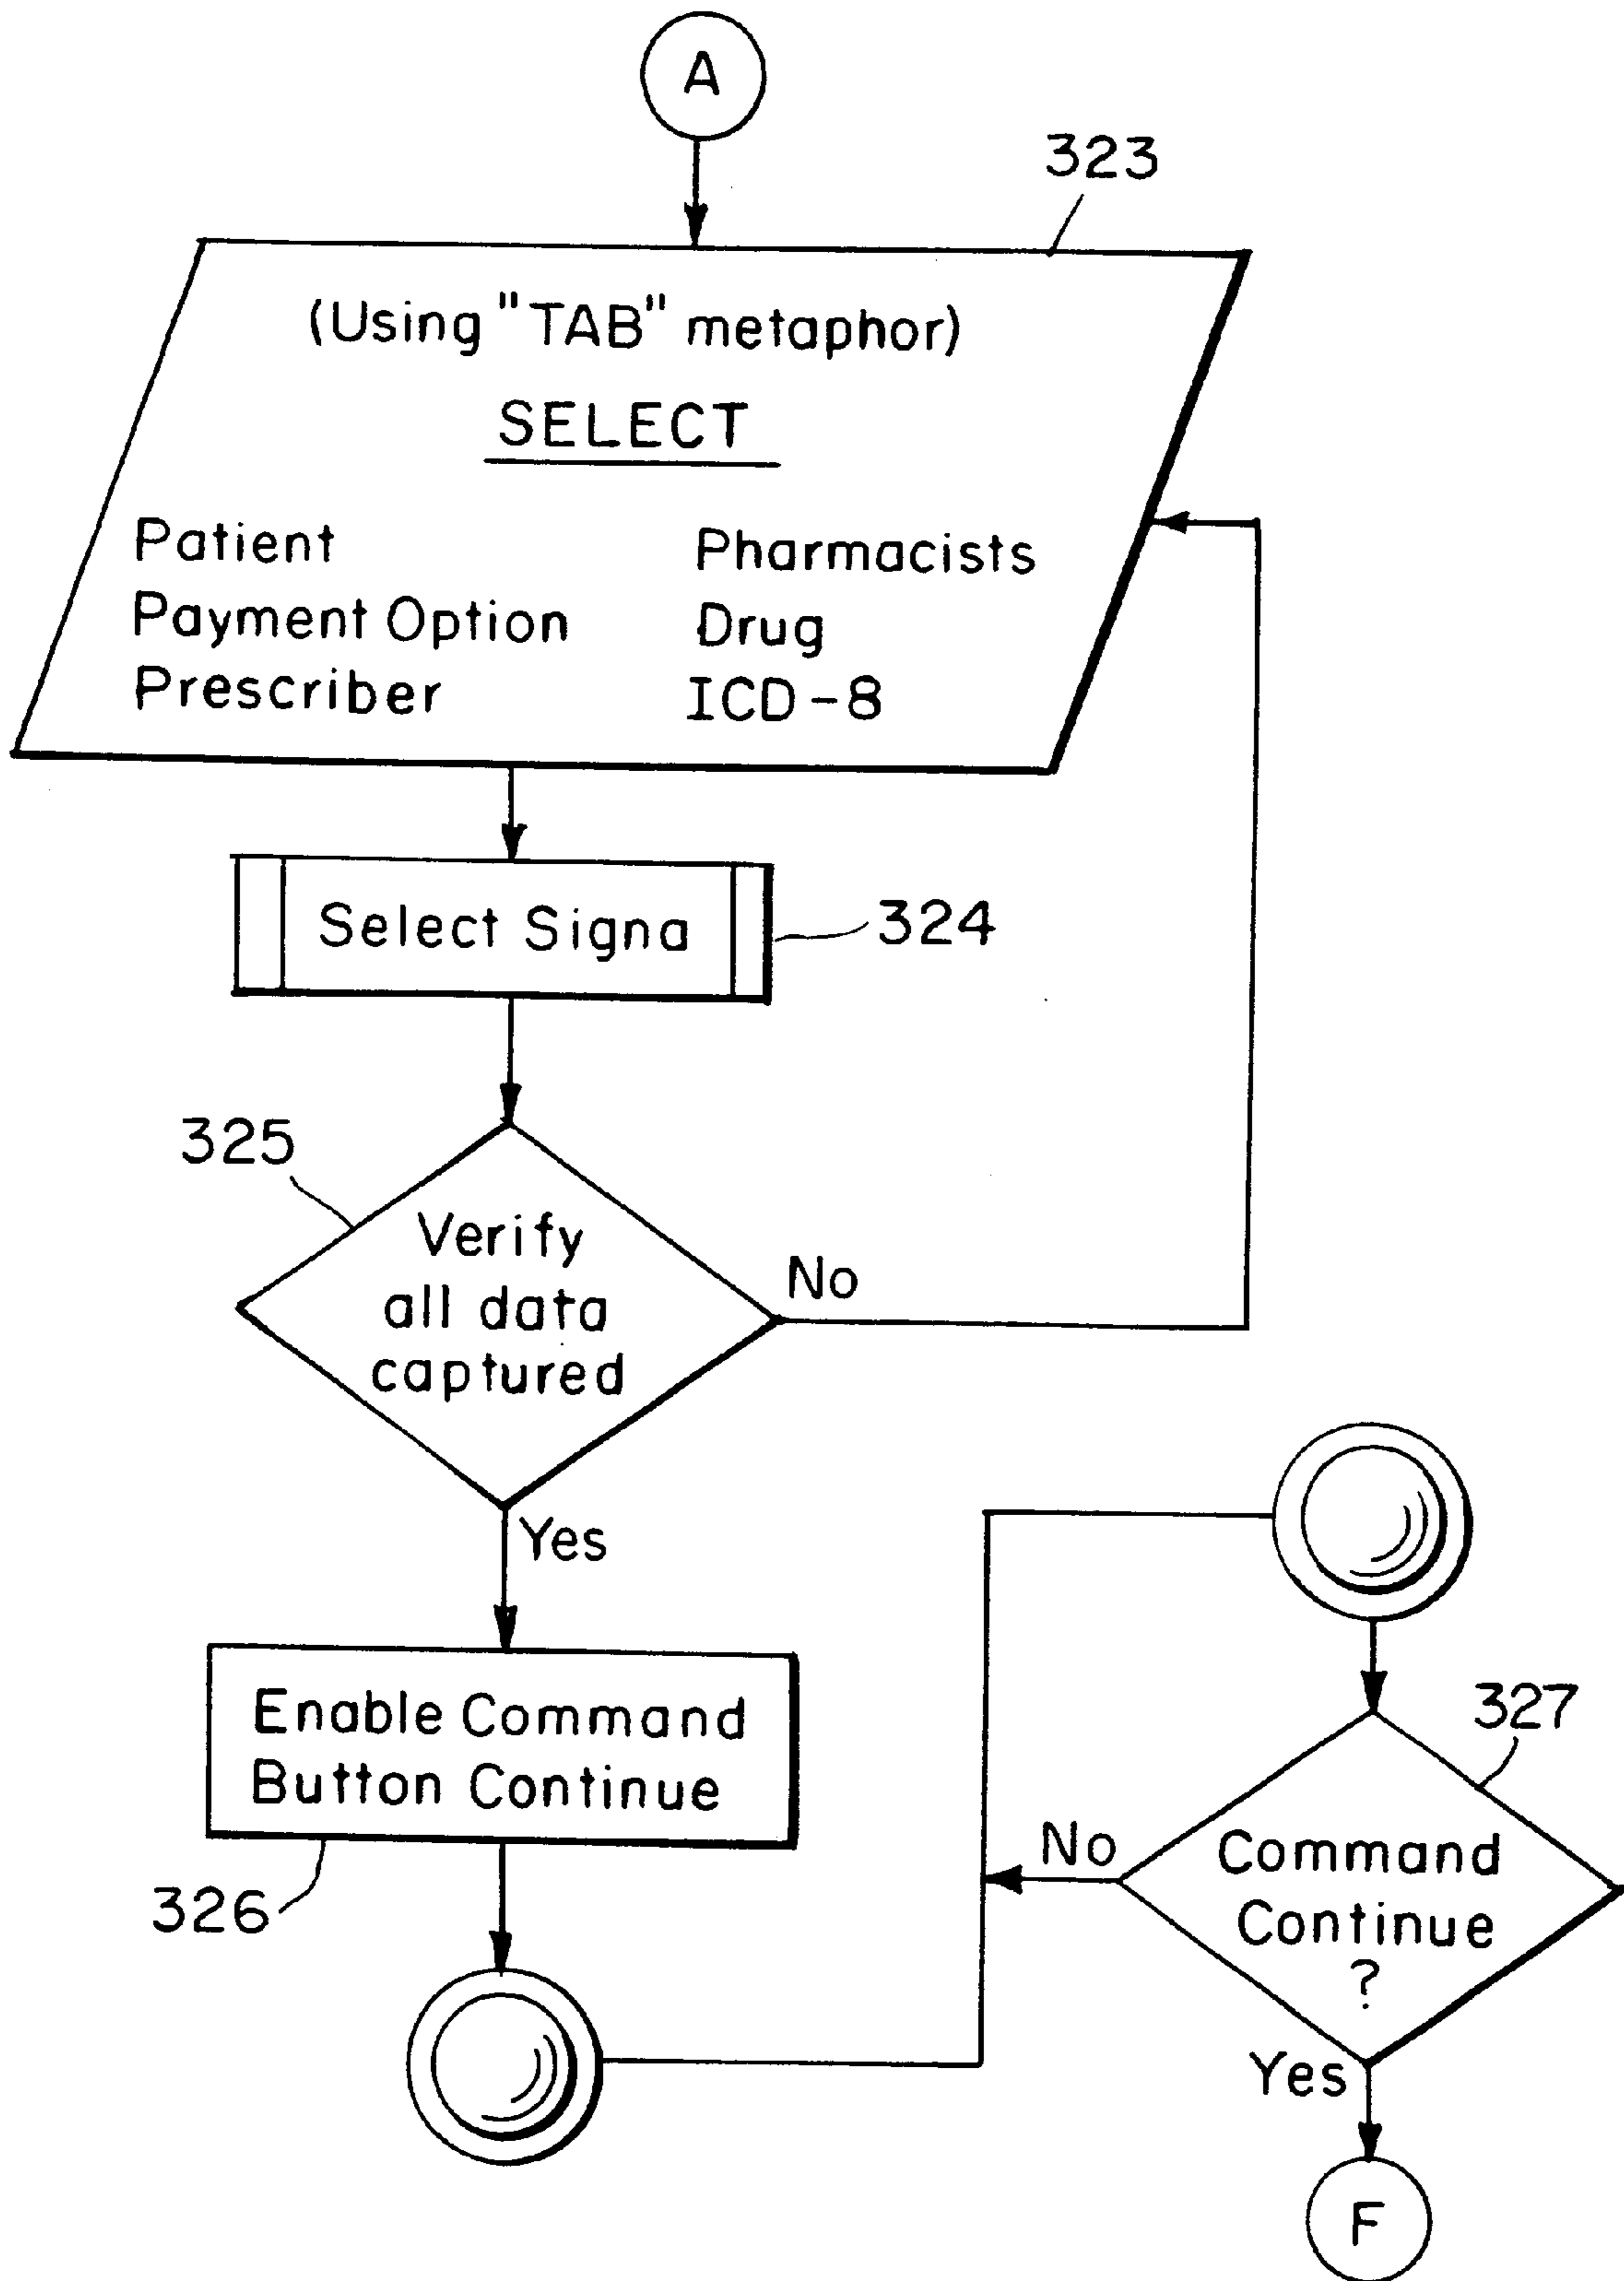 A
323
(Using "TAB" metaphor)
SELECT
Patient
Payment Option
Prescriber
Pharmacists
Drug
ICD-8
Select Signa
324
325
Verify
all data
captured
No
Yes
Enable Command
Button Continue
326
327
Command
Continue
?
No
Yes
F